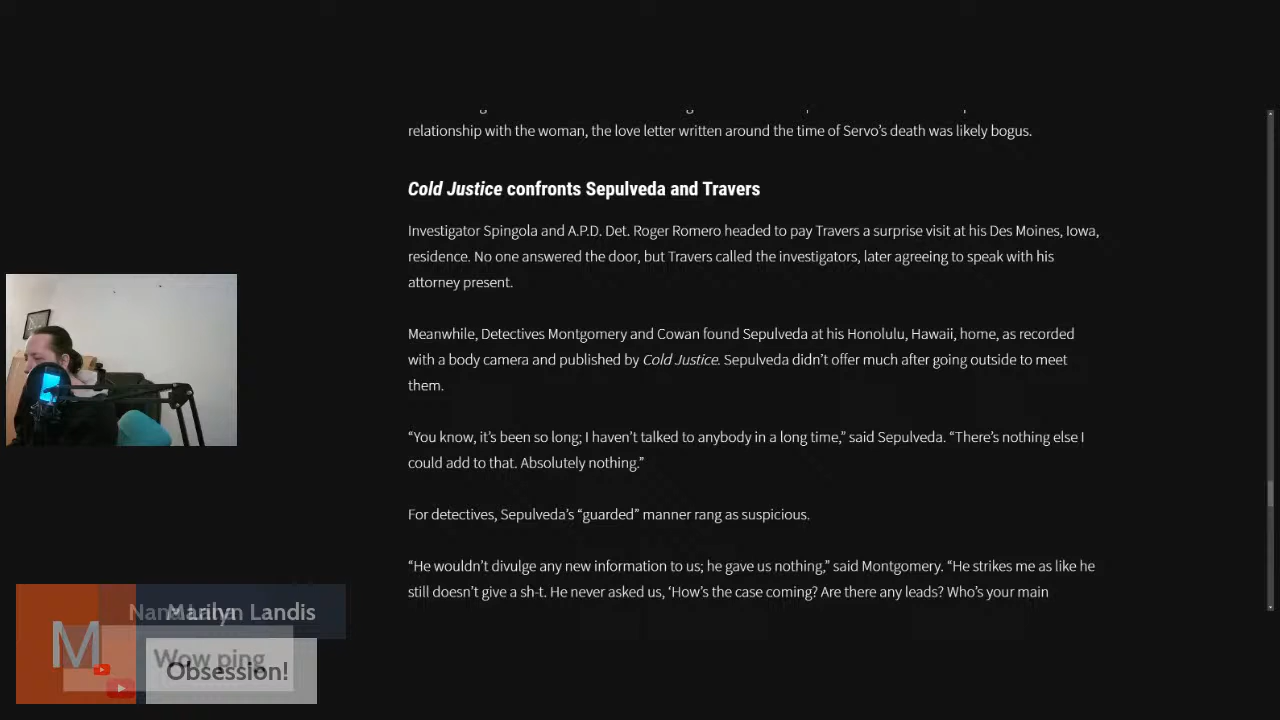 relationship with the woman, the love letter written around the time of Servo’s death was likely bogus.
Cold Justice confronts Sepulveda and Travers
Investigator Spingola and A.P.D. Det. Roger Romero headed to pay Travers a surprise visit at his Des Moines, Iowa,
residence. No one answered the door, but Travers called the investigators, later agreeing to speak with his
attorney present.
Meanwhile, Detectives Montgomery and Cowan found Sepulveda at his Honolulu, Hawaii, home, as recorded
with a body camera and published by Cold Justice. Sepulveda didn’t offer much after going outside to meet
them.
“You know, it’s been so long; I haven’t talked to anybody in a long time,” said Sepulveda. “There’s nothing else I
could add to that. Absolutely nothing.”
For detectives, Sepulveda’s “guarded” manner rang as suspicious.
“He wouldn’t divulge any new information to us; he gave us nothing,” said Montgomery. “He strikes me as like he
still doesn’t give a sh-t. He never asked us, ‘How’s the case coming? Are there any leads? Who’s your main
Marilyn Landis
M
Wow ping
Obsession!